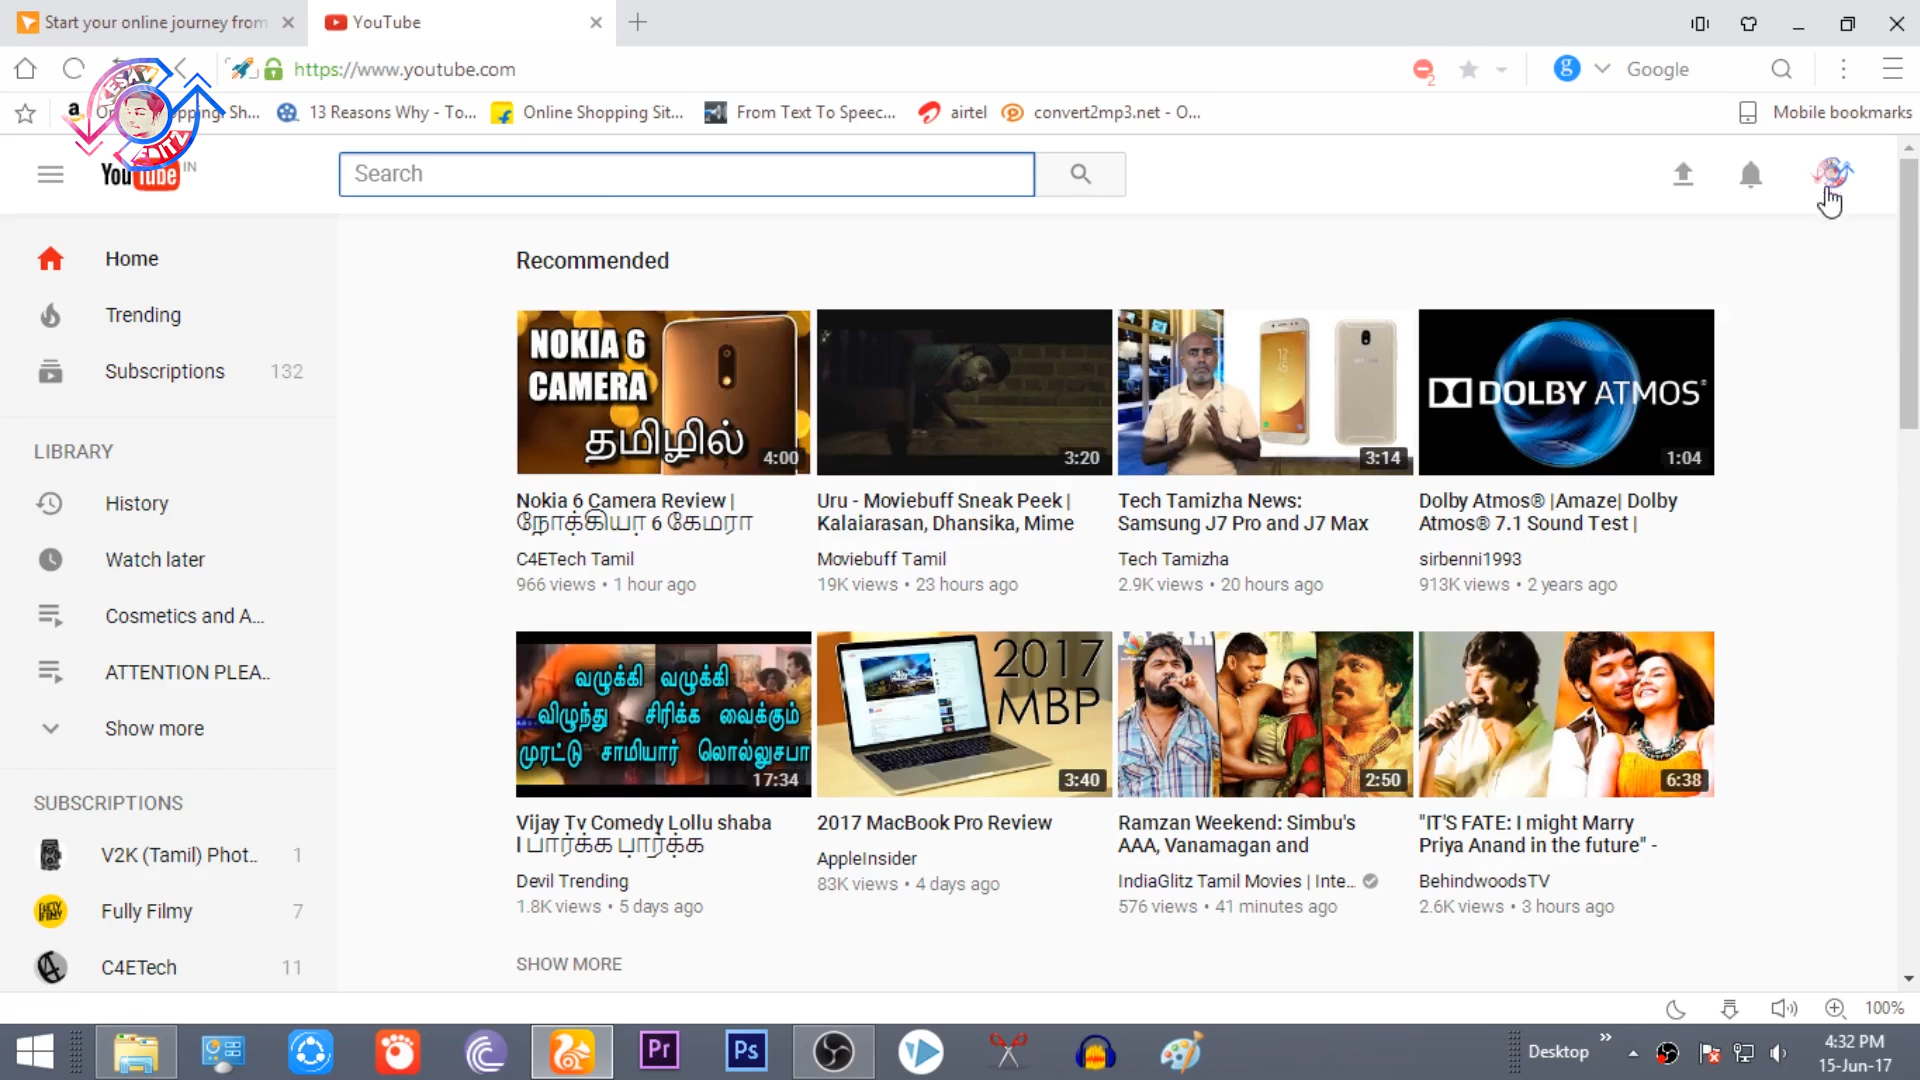 Start your online journey from
YouTube
https://www.youtube.com
2
g
Google
a
ping Sh...
13 Reasons Why - To...
Online Shopping Sit...
From Text To Speec...
airtel
convert2mp3.net - O...
Mobile bookmarks
KESAV
EDITZ
YouTube IN
Search
Home
Trending
Subscriptions 132
LIBRARY
History
Watch later
Cosmetics and A...
ATTENTION PLEA..
Show more
SUBSCRIPTIONS
V2K (Tamil) Phot.. 1
Fully Filmy 7
C4ETech 11
Recommended
NOKIA 6
CAMERA
தமிழில்
4:00
Nokia 6 Camera Review |
நோக்கியா 6 கேமரா
C4ETech Tamil
966 views • 1 hour ago
3:20
Uru - Moviebuff Sneak Peek |
Kalaiarasan, Dhansika, Mime
Moviebuff Tamil
19K views • 23 hours ago
3:14
Tech Tamizha News:
Samsung J7 Pro and J7 Max
Tech Tamizha
2.9K views • 20 hours ago
DOLBY ATMOS
1:04
Dolby Atmos® |Amaze| Dolby
Atmos® 7.1 Sound Test |
sirbenni1993
913K views • 2 years ago
வழுக்கி வழுக்கி
விழுந்து சிரிக்க வைக்கும்
முரட்டு சாமியார் லொல்லுசபா
17:34
Vijay Tv Comedy Lollu shaba
l பார்க்க பார்க்க
Devil Trending
1.8K views • 5 days ago
2017
MBP
3:40
2017 MacBook Pro Review
AppleInsider
83K views • 4 days ago
2:50
Ramzan Weekend: Simbu's
AAA, Vanamagan and
IndiaGlitz Tamil Movies | Inte...
576 views • 41 minutes ago
6:38
"IT'S FATE: I might Marry
Priya Anand in the future" -
BehindwoodsTV
2.6K views • 3 hours ago
SHOW MORE
100%
Pr
Ps
Desktop
4:32 PM
15-Jun-17